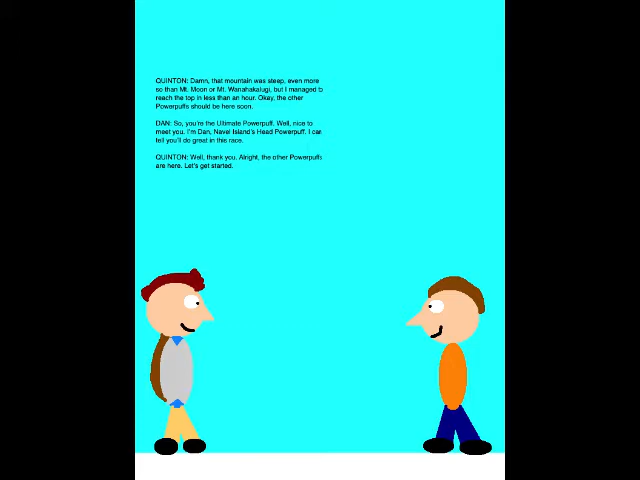 QUINTON: Damn, that mountain was steep, even more
so than Mt. Moon or Mt. Wanahakalugi, but I managed to
reach the top in less than an hour. Okay, the other
Powerpuffs should be here soon.
DAN: So, you're the Ultimate Powerpuff. Well, nice to
meet you. I'm Dan, Navel Island's Head Powerpuff. I can
tell you'll do great in this race.
QUINTON: Well, thank you. Alright, the other Powerpuffs
are here. Let's get started.